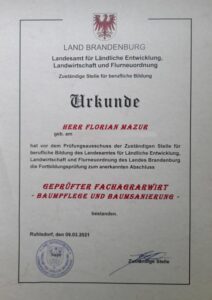 LAND BRANDENBURG
Landesamt für Ländliche Entwicklung,
Landwirtschaft und Flurneuordnung
Zuständige Stelle für berufliche Bildung
Urkunde
HERR FLORIAN MAZUR
geb. am
hat vor dem Prüfungsausschuss der Zuständigen Stelle für
berufliche Bildung des Landesamtes für Ländliche Entwicklung,
Landwirtschaft und Flurneuordnung des Landes Brandenburg
die Fortbildungsprüfung zum anerkannten Abschluss
GEPRÜFTER FACHAGRARWIRT
- BAUMPFLEGE UND BAUMSANIERUNG -
bestanden.
Ruhlsdorf, den 09.03.2021
Zuständige Stelle